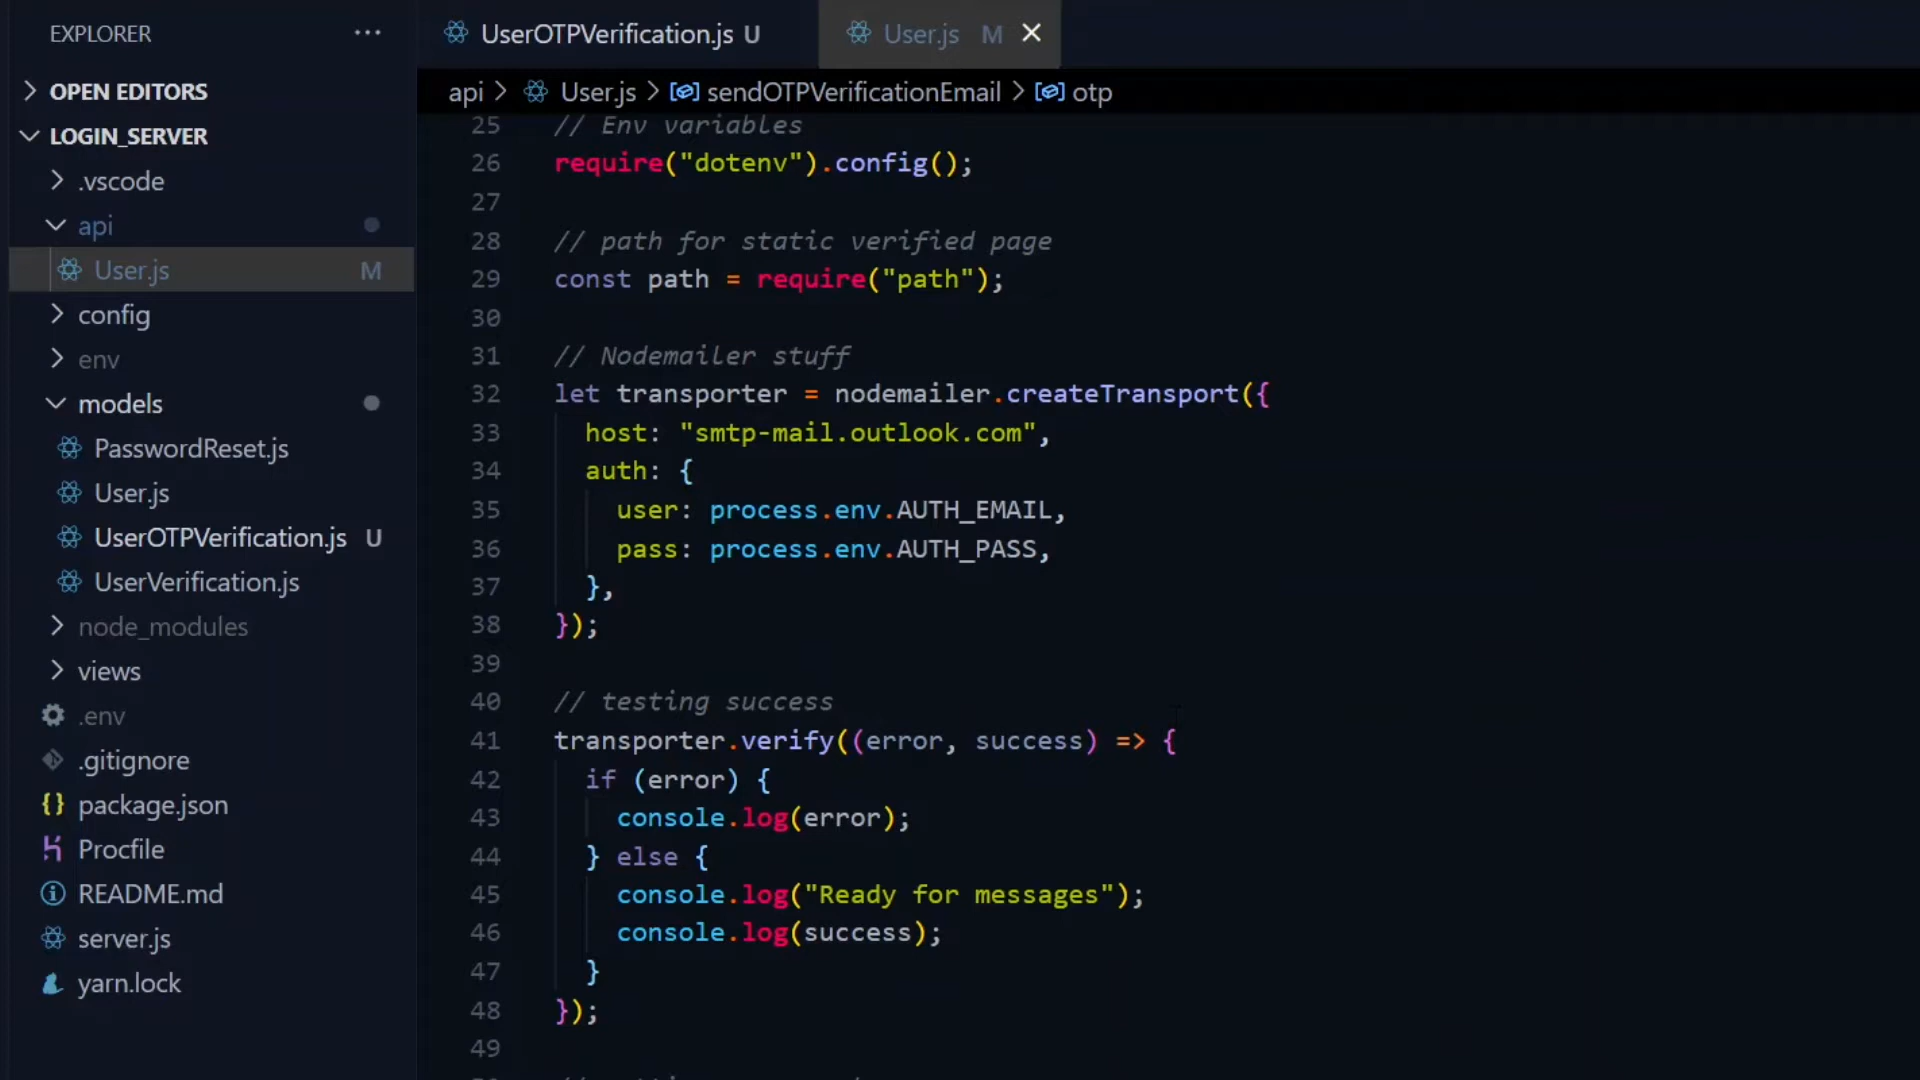 EXPLORER
OPEN EDITORS
LOGIN_SERVER
.vscode
api
User.js M
config
env
models
PasswordReset.js
User.js
UserOTPVerification.js U
UserVerification.js
node_modules
views
.env
.gitignore
package.json
Procfile
README.md
server.js
yarn.lock
UserOTPVerification.js U
User.js M
api > User.js > sendOTPVerificationEmail > otp
25 // Env variables
26 require("dotenv").config();
27
28 // path for static verified page
29 const path = require("path");
30
31 // Nodemailer stuff
32 let transporter = nodemailer.createTransport({
33 host: "smtp-mail.outlook.com",
34 auth: {
35 user: process.env.AUTH_EMAIL,
36 pass: process.env.AUTH_PASS,
37 },
38 });
39
40 // testing success
41 transporter.verify((error, success) => {
42 if (error) {
43 console.log(error);
44 } else {
45 console.log("Ready for messages");
46 console.log(success);
47 }
48 });
49